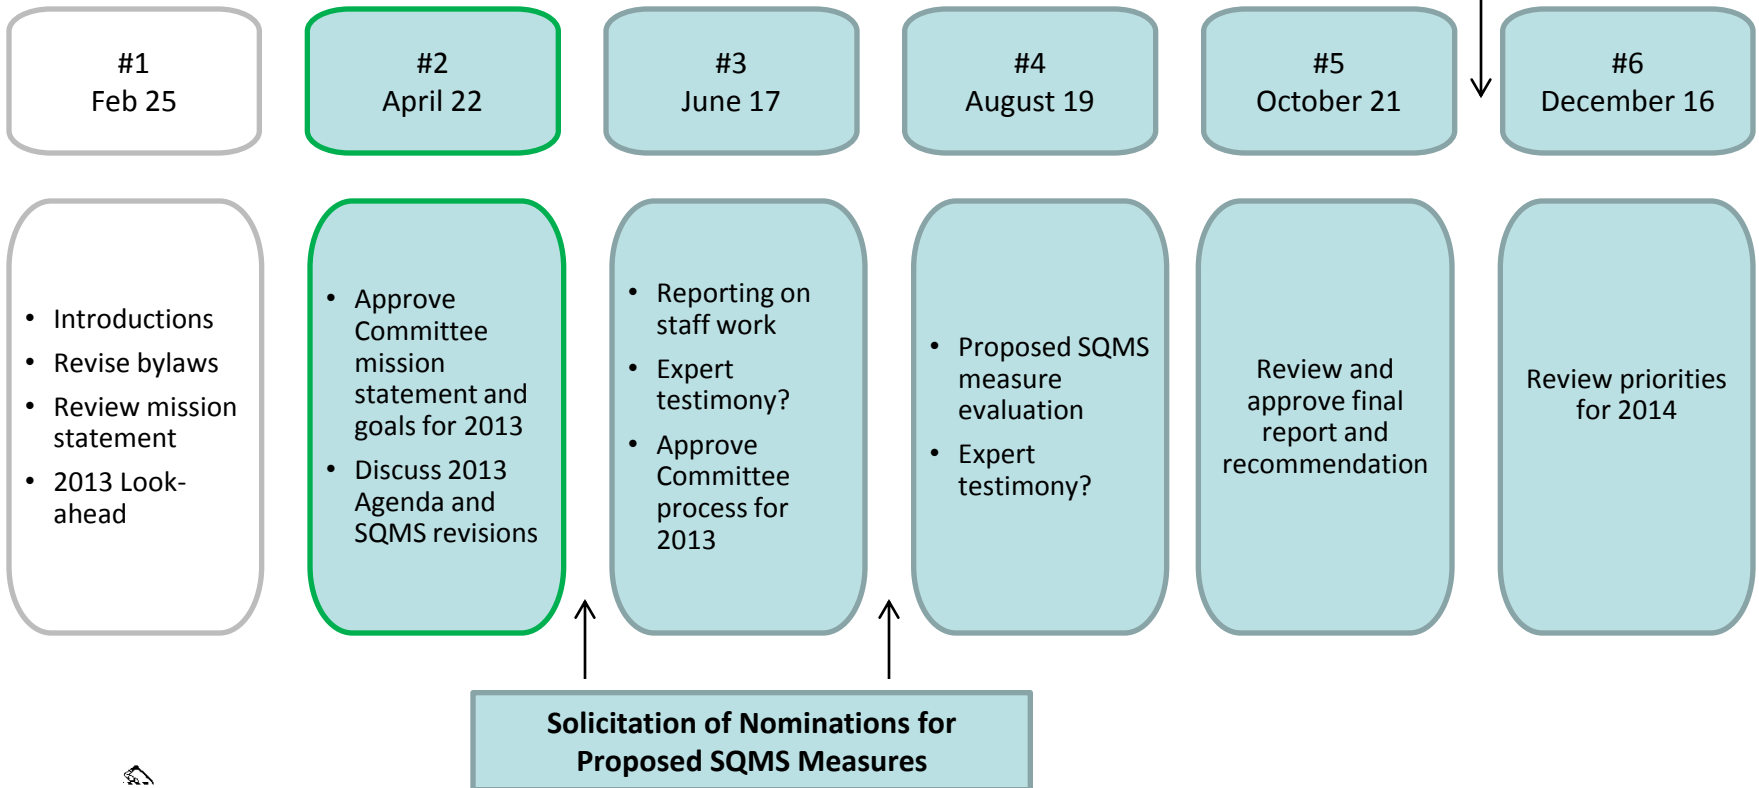 #1
Feb 25
#2
April 22
#3
June 17
#4
August 19
#5
October 21
#6
December 16
• Introductions
• Revise bylaws
• Review mission
statement
• 2013 Look-
ahead
• Approve
Committee
mission
statement and
goals for 2013
• Discuss 2013
Agenda and
SQMS revisions
• Reporting on
staff work
• Expert
testimony?
• Approve
Committee
process for
2013
• Proposed SQMS
measure
evaluation
• Expert
testimony?
Review and
approve final
report and
recommendation
Review priorities
for 2014
Solicitation of Nominations for
Proposed SQMS Measures